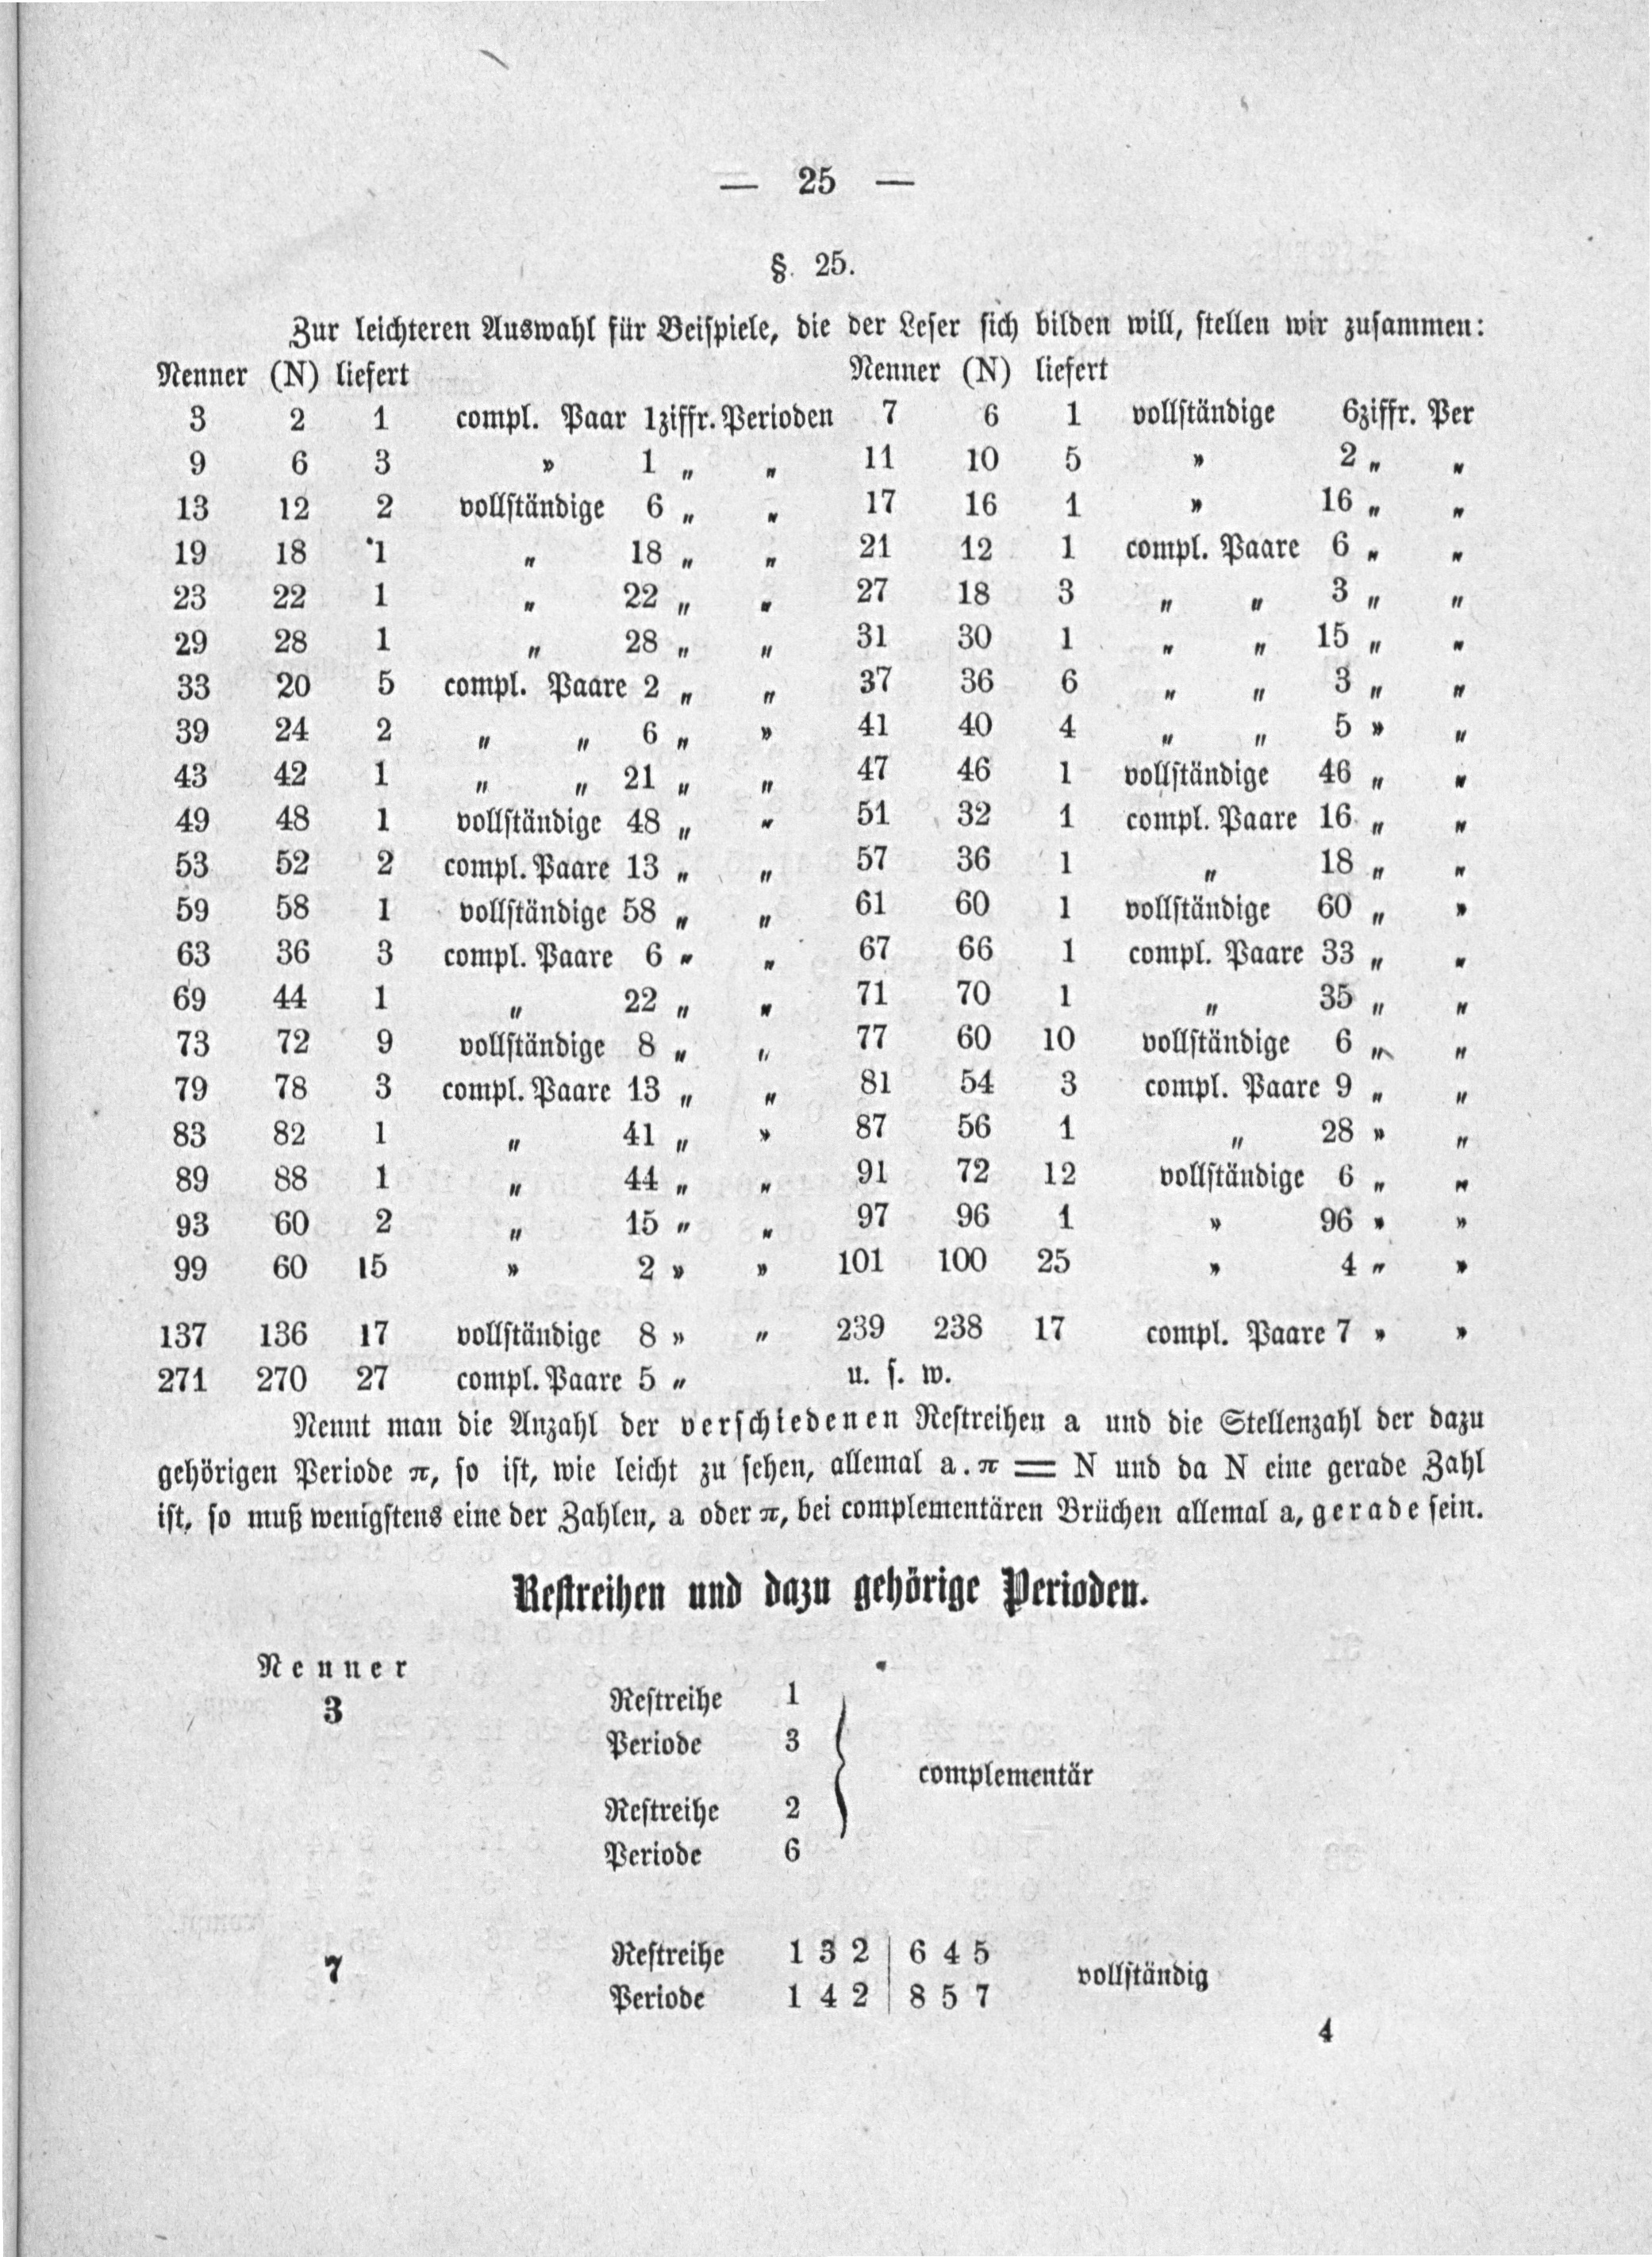 — 25 —
§. 25.
Zur leichteren Auswahl für Beispiele, die der Leser sich bilden will, stellen wir zusammen:
Nenner (N) liefert Nenner (N) liefert
3 2 1 compl. Paar 1ziffr. Perioden 7 6 1 vollständige 6ziffr. Per
9 6 3 » 1 „ „ 11 10 5 » 2 „ „
13 12 2 vollständige 6 „ „ 17 16 1 » 16 „ „
19 18 1 „ 18 „ „ 21 12 1 compl. Paare 6 „ „
23 22 1 „ 22 „ „ 27 18 3 „ „ 3 „ „
29 28 1 „ 28 „ „ 31 30 1 „ „ 15 „ „
33 20 5 compl. Paare 2 „ „ 37 36 6 „ „ 3 „ „
39 24 2 „ „ 6 „ » 41 40 4 „ „ 5 » „
43 42 1 „ „ 21 „ „ 47 46 1 vollständige 46 „ „
49 48 1 vollständige 48 „ „ 51 32 1 compl. Paare 16 „ „
53 52 2 compl. Paare 13 „ „ 57 36 1 „ 18 „ „
59 58 1 vollständige 58 „ „ 61 60 1 vollständige 60 „ »
63 36 3 compl. Paare 6 „ „ 67 66 1 compl. Paare 33 „ „
69 44 1 „ 22 „ „ 71 70 1 „ 35 „ „
73 72 9 vollständige 8 „ „ 77 60 10 vollständige 6 „ „
79 78 3 compl. Paare 13 „ „ 81 54 3 compl. Paare 9 „ „
83 82 1 „ 41 „ » 87 56 1 „ 28 » „
89 88 1 „ 44 „ „ 91 72 12 vollständige 6 „ „
93 60 2 „ 15 „ „ 97 96 1 » 96 » »
99 60 15 » 2 » » 101 100 25 » 4 „ »
137 136 17 vollständige 8 » „ 239 238 17 compl. Paare 7 » »
271 270 27 compl. Paare 5 „ u. s. w.
Nennt man die Anzahl der verschiedenen Restreihen a und die Stellenzahl der dazu
gehörigen Periode π, so ist, wie leicht zu sehen, allemal a . π = N und da N eine gerade Zahl
ist, so muß wenigstens eine der Zahlen, a oder π, bei complementären Brüchen allemal a, gerade sein.
Restreihen und dazu gehörige Perioden.
Nenner
3 Restreihe 1
Periode 3
complementär
Restreihe 2
Periode 6
7 Restreihe 1 3 2 | 6 4 5
vollständig
Periode 1 4 2 | 8 5 7
4